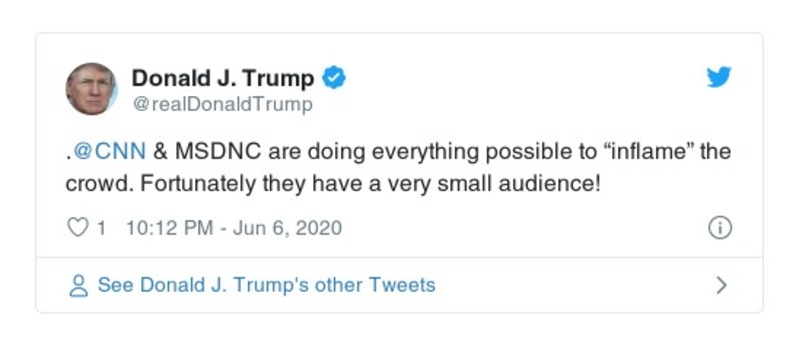 Donald J. Trump
@realDonaldTrump
.@CNN & MSDNC are doing everything possible to “inflame” the
crowd. Fortunately they have a very small audience!
1 10:12 PM - Jun 6, 2020
See Donald J. Trump's other Tweets